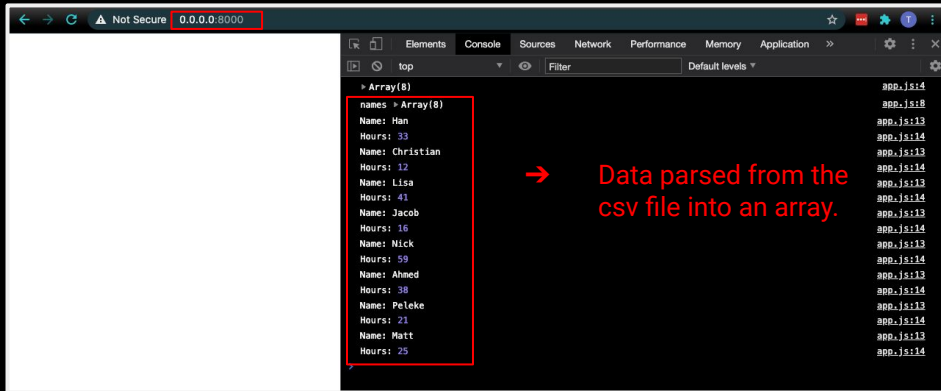 Not Secure 0.0.0.0:8000
T
Elements Console Sources Network Performance Memory Application »
top Filter Default levels
Array(8) app.js:4
names Array(8) app.js:8
Name: Han app.js:13
Hours: 33 app.js:14
Name: Christian app.js:13
Hours: 12 app.js:14
Name: Lisa app.js:13
Hours: 41 app.js:14
Name: Jacob app.js:13
Hours: 16 app.js:14
Name: Nick app.js:13
Hours: 59 app.js:14
Name: Ahmed app.js:13
Hours: 38 app.js:14
Name: Peleke app.js:13
Hours: 21 app.js:14
Name: Matt app.js:13
Hours: 25 app.js:14
➔ Data parsed from the
csv file into an array.